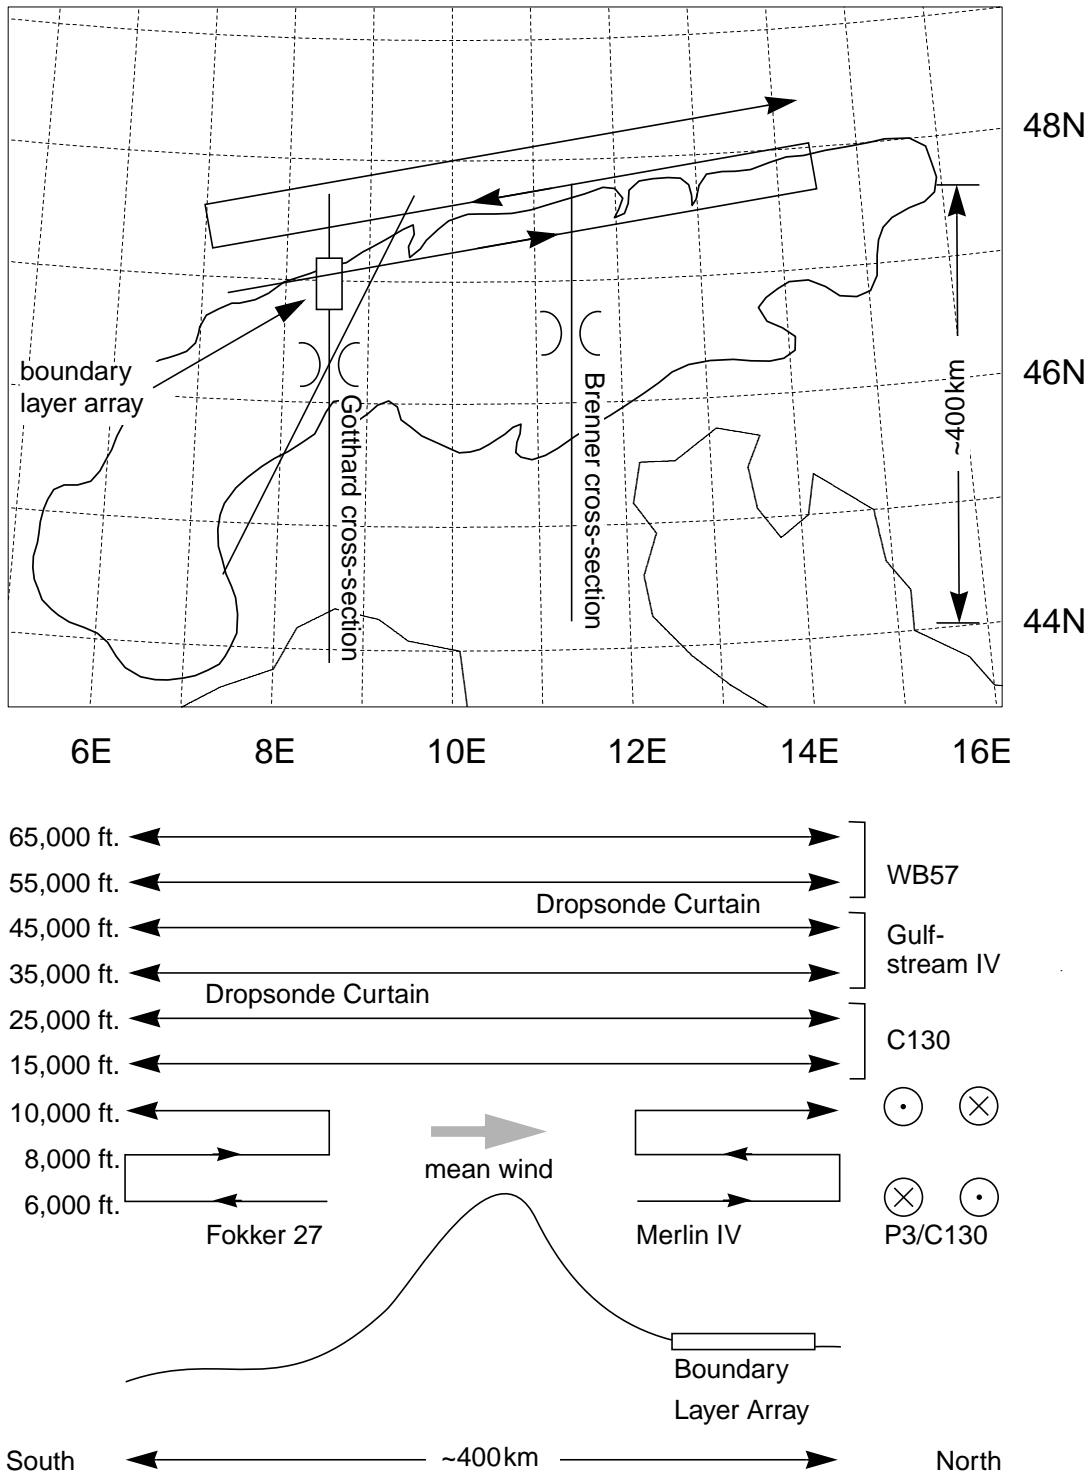 48N
46N
44N
boundary
layer array
Gotthard cross-section
Brenner cross-section
~400km
6E 8E 10E 12E 14E 16E
65,000 ft.
55,000 ft.
WB57
Dropsonde Curtain
45,000 ft.
Gulf-
stream IV
35,000 ft.
Dropsonde Curtain
25,000 ft.
C130
15,000 ft.
10,000 ft.
mean wind
8,000 ft.
6,000 ft.
Fokker 27
Merlin IV
P3/C130
Boundary
Layer Array
South ~400km North